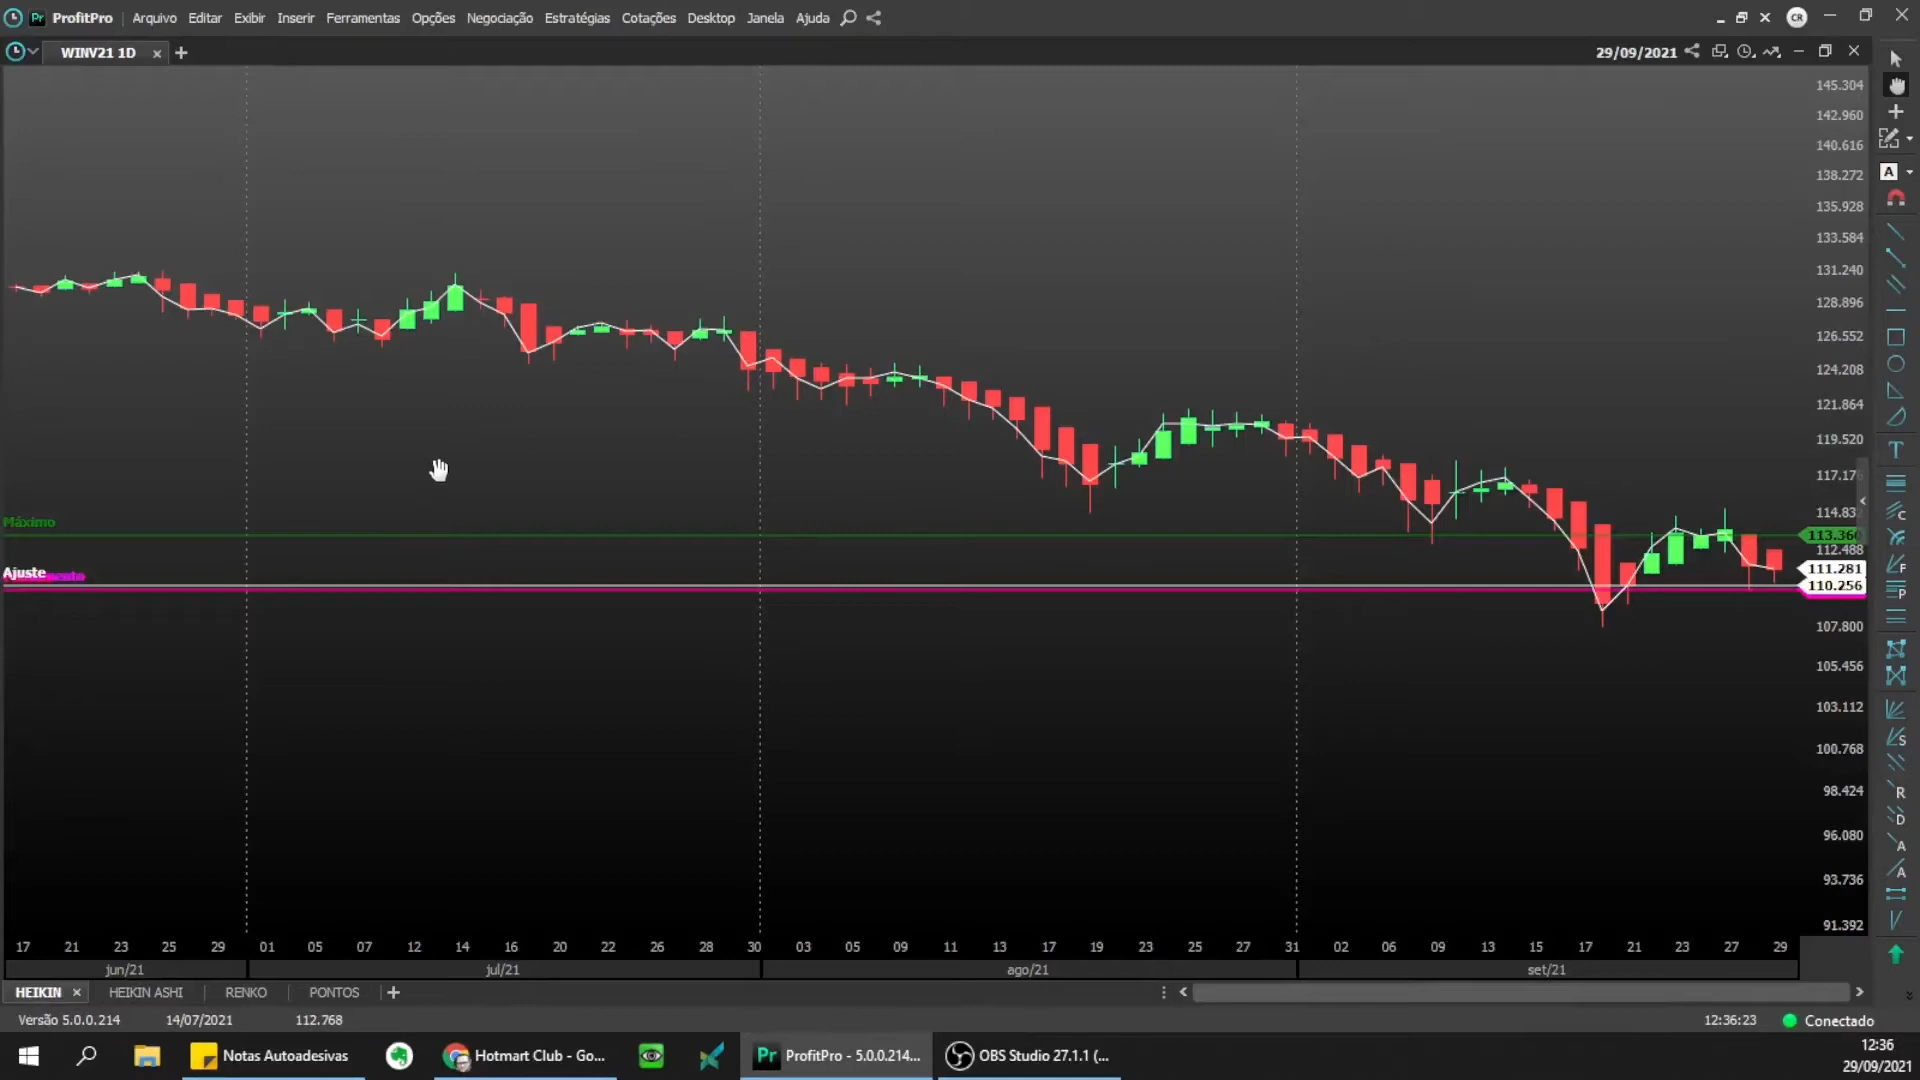 Pr ProfitPro Arquivo Editar Exibir Inserir Ferramentas Opções Negociação Estratégias Cotações Desktop Janela Ajuda CR
WINV21 1D
29/09/2021
145.304
142.960
140.616
138.272
135.928
133.584
131.240
128.896
126.552
124.208
121.864
119.520
117.176
Máximo
113.360
112.488
Ajuste
111.281
110.256
107.800
105.456
103.112
100.768
98.424
96.080
93.736
91.392
A
T
C
F
P
S
R
D
A
A
17 21 23 25 29 01 05 07 12 14 16 20 22 26 28 30 03 05 09 11 13 17 19 23 25 27 31 02 06 09 13 15 17 21 23 27 29
jun/21 jul/21 ago/21 set/21
HEIKIN HEIKIN ASHI RENKO PONTOS
Versão 5.0.0.214 14/07/2021 112.768 12:36:23 Conectado
Notas Autoadesivas Hotmart Club - Go... Pr ProfitPro - 5.0.0.214... OBS Studio 27.1.1 (...
12:36
29/09/2021